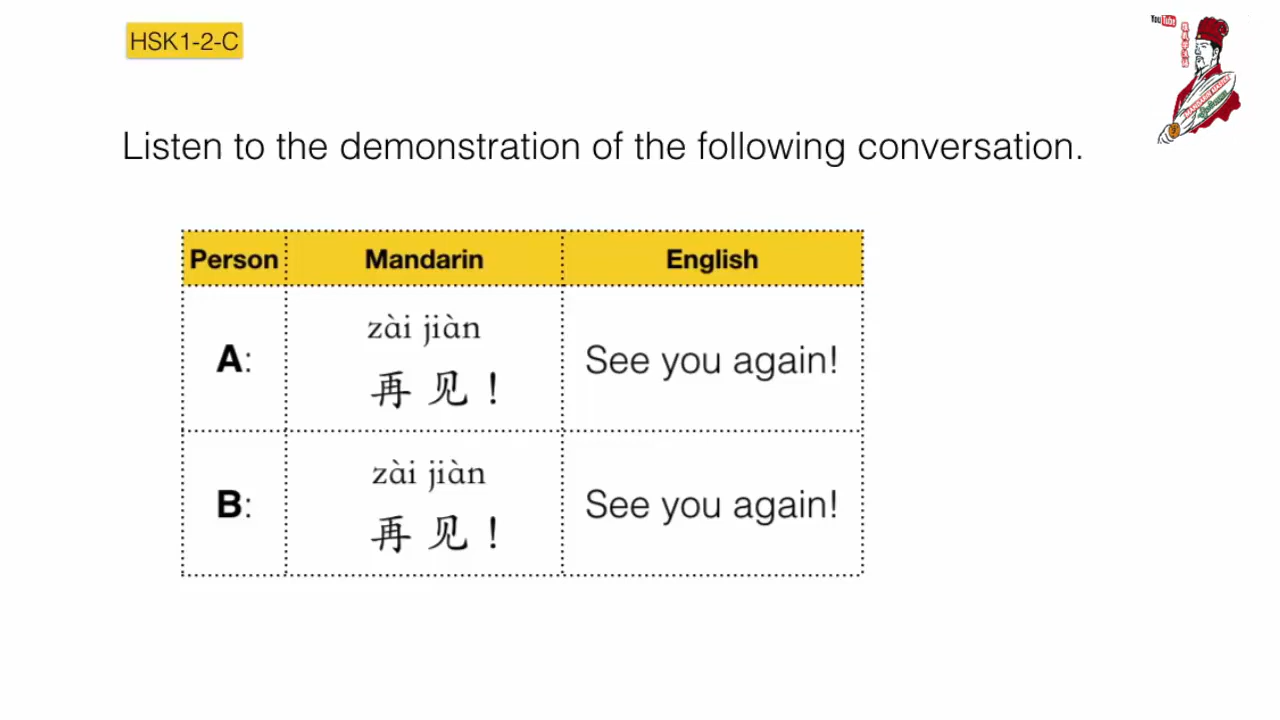 HSK1-2-C
YouTube
Listen to the demonstration of the following conversation.
Person Mandarin English
zài jiàn
A: 再 见 ! See you again!
zài jiàn
B: 再 见 ! See you again!